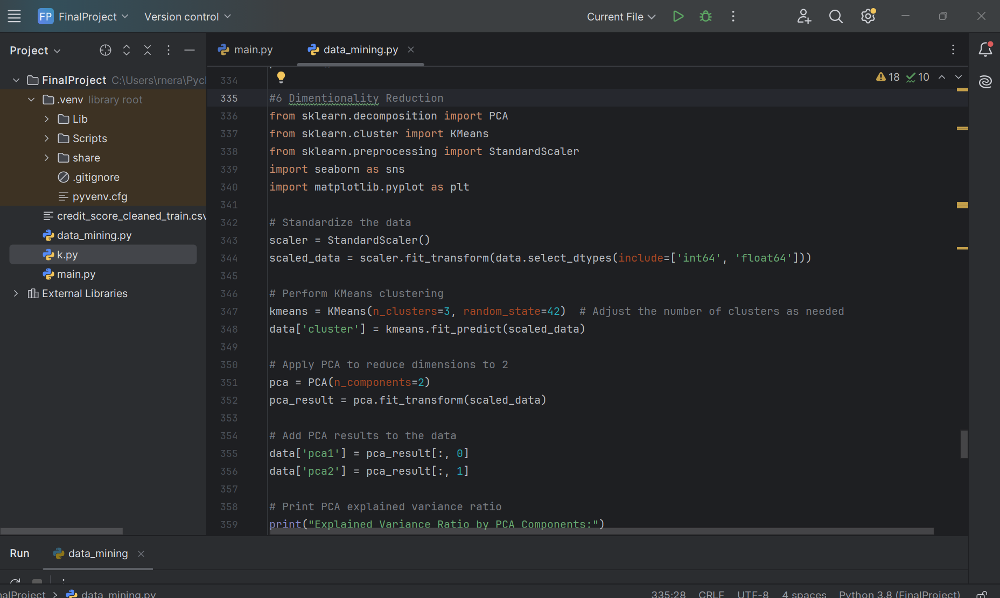 FP FinalProject Version control Current File
Project
main.py data_mining.py
FinalProject C:\Users\rnera\Pycl
.venv library root
Lib
Scripts
share
.gitignore
pyvenv.cfg
credit_score_cleaned_train.csv
data_mining.py
k.py
main.py
External Libraries
18 10
334
335 #6 Dimentionality Reduction
336 from sklearn.decomposition import PCA
337 from sklearn.cluster import KMeans
338 from sklearn.preprocessing import StandardScaler
339 import seaborn as sns
340 import matplotlib.pyplot as plt
341
342 # Standardize the data
343 scaler = StandardScaler()
344 scaled_data = scaler.fit_transform(data.select_dtypes(include=['int64', 'float64']))
345
346 # Perform KMeans clustering
347 kmeans = KMeans(n_clusters=3, random_state=42)  # Adjust the number of clusters as needed
348 data['cluster'] = kmeans.fit_predict(scaled_data)
349
350 # Apply PCA to reduce dimensions to 2
351 pca = PCA(n_components=2)
352 pca_result = pca.fit_transform(scaled_data)
353
354 # Add PCA results to the data
355 data['pca1'] = pca_result[:, 0]
356 data['pca2'] = pca_result[:, 1]
357
358 # Print PCA explained variance ratio
359 print("Explained Variance Ratio by PCA Components:")
Run data_mining
nalProject > data_mining.py 335:28 CRLF UTF-8 4 spaces Python 3.8 (FinalProject)